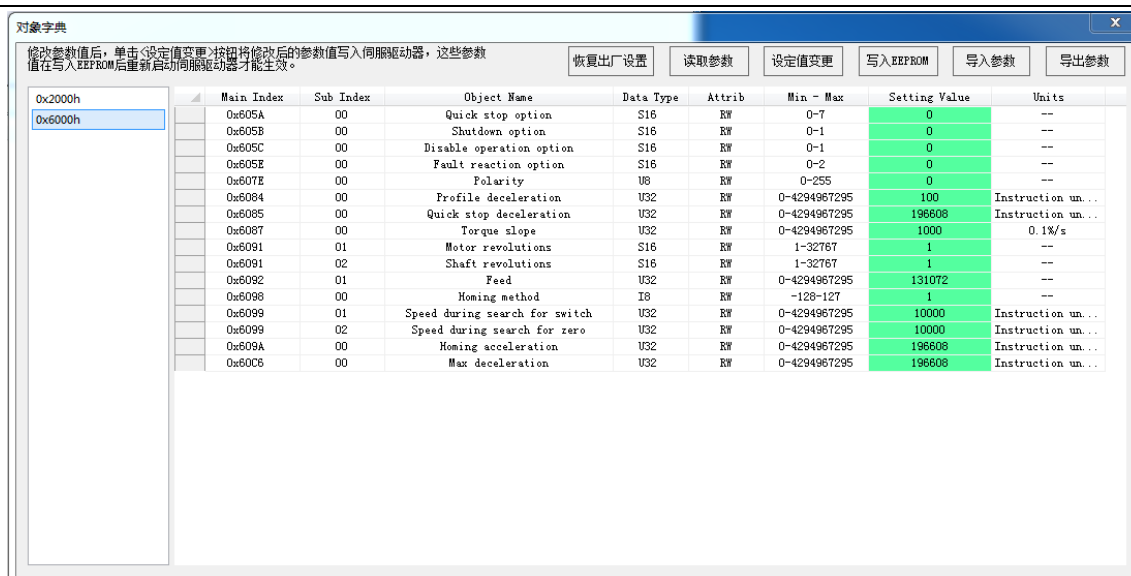 对象字典
x
修改参数值后，单击<设定值变更>按钮将修改后的参数值写入伺服驱动器，这些参数
值在写入EEPROM后重新启动伺服驱动器才能生效。
恢复出厂设置 读取参数 设定值变更 写入EEPROM 导入参数 导出参数
0x2000h
0x6000h
Main Index Sub Index Object Name Data Type Attrib Min - Max Setting Value Units
0x605A 00 Quick stop option S16 RW 0-7 0 --
0x605B 00 Shutdown option S16 RW 0-1 0 --
0x605C 00 Disable operation option S16 RW 0-1 0 --
0x605E 00 Fault reaction option S16 RW 0-2 0 --
0x607E 00 Polarity U8 RW 0-255 0 --
0x6084 00 Profile deceleration U32 RW 0-4294967295 100 Instruction un...
0x6085 00 Quick stop deceleration U32 RW 0-4294967295 196608 Instruction un...
0x6087 00 Torque slope U32 RW 0-4294967295 1000 0.1%/s
0x6091 01 Motor revolutions S16 RW 1-32767 1 --
0x6091 02 Shaft revolutions S16 RW 1-32767 1 --
0x6092 01 Feed U32 RW 0-4294967295 131072 --
0x6098 00 Homing method I8 RW -128-127 1 --
0x6099 01 Speed during search for switch U32 RW 0-4294967295 10000 Instruction un...
0x6099 02 Speed during search for zero U32 RW 0-4294967295 10000 Instruction un...
0x609A 00 Homing acceleration U32 RW 0-4294967295 196608 Instruction un...
0x60C6 00 Max deceleration U32 RW 0-4294967295 196608 Instruction un...